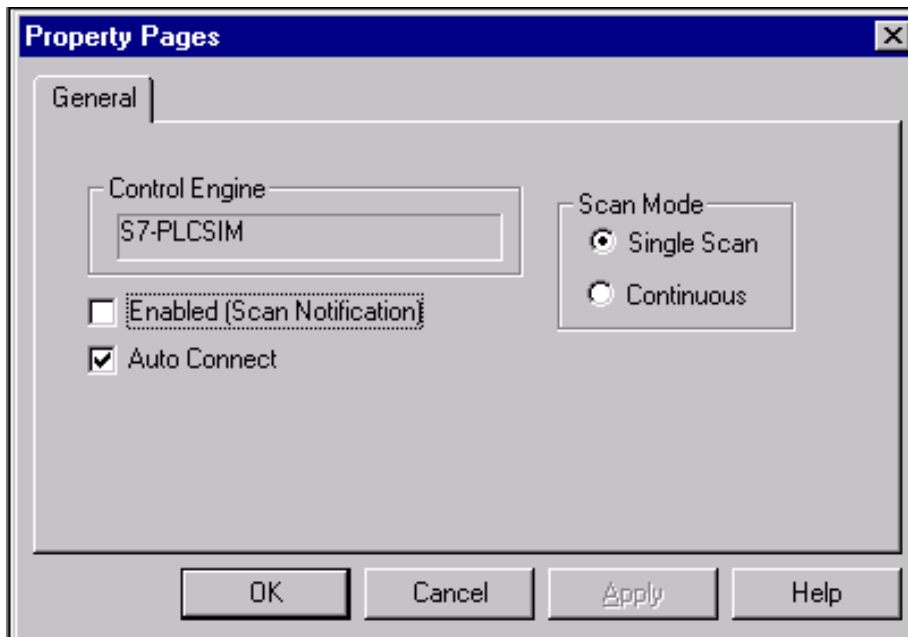 Property Pages
General
Control Engine
S7-PLCSIM
Scan Mode
Single Scan
Continuous
Enabled (Scan Notification)
Auto Connect
OK
Cancel
Apply
Help